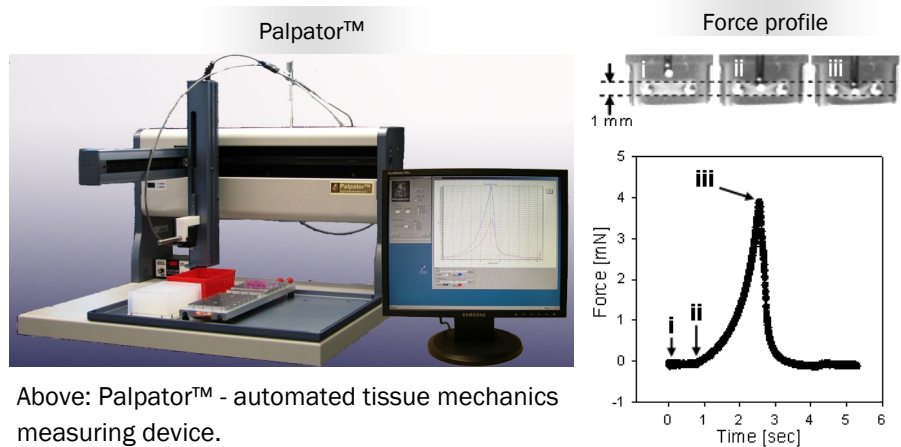 Palpator™
Force profile
i
ii
iii
1 mm
Palpator™
SAMSUNG
5
4
3
2
1
0
-1
Force [mN]
iii
i
ii
0
1
2
3
4
5
6
Time [sec]
Above: Palpator™ - automated tissue mechanics
measuring device.